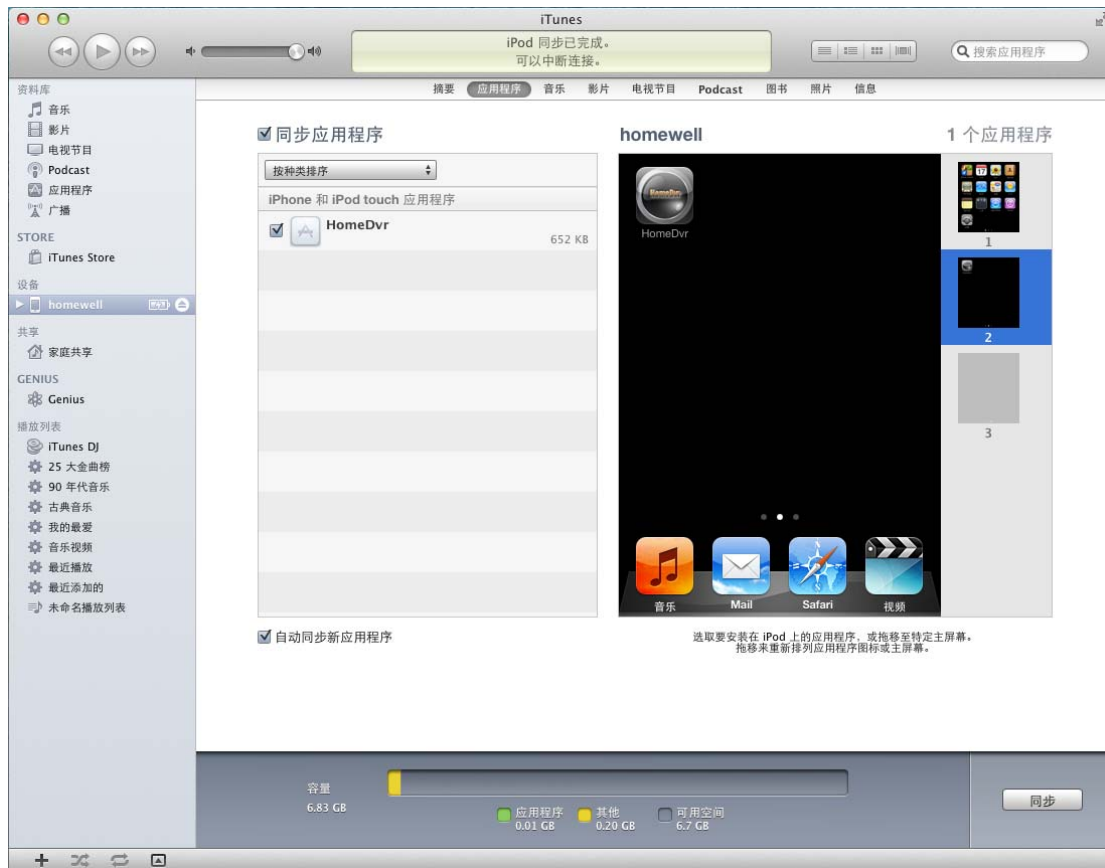 iTunes
iPod 同步已完成。
可以中断连接。
搜索应用程序
摘要 应用程序 音乐 影片 电视节目 Podcast 图书 照片 信息
资料库
音乐
影片
电视节目
Podcast
应用程序
广播
STORE
iTunes Store
设备
homewell
共享
家庭共享
GENIUS
Genius
播放列表
iTunes DJ
25 大金曲榜
90 年代音乐
古典音乐
我的最爱
音乐视频
最近播放
最近添加的
未命名播放列表
同步应用程序
按种类排序
iPhone 和 iPod touch 应用程序
HomeDvr
652 KB
自动同步新应用程序
homewell
1 个应用程序
HomeDvr
HomeDvr
17
1
2
3
音乐 Mail Safari 视频
选取要安装在 iPod 上的应用程序，或拖移至特定主屏幕。
拖移来重新排列应用程序图标或主屏幕。
容量
6.83 GB
应用程序
0.01 GB
其他
0.20 GB
可用空间
6.7 GB
同步